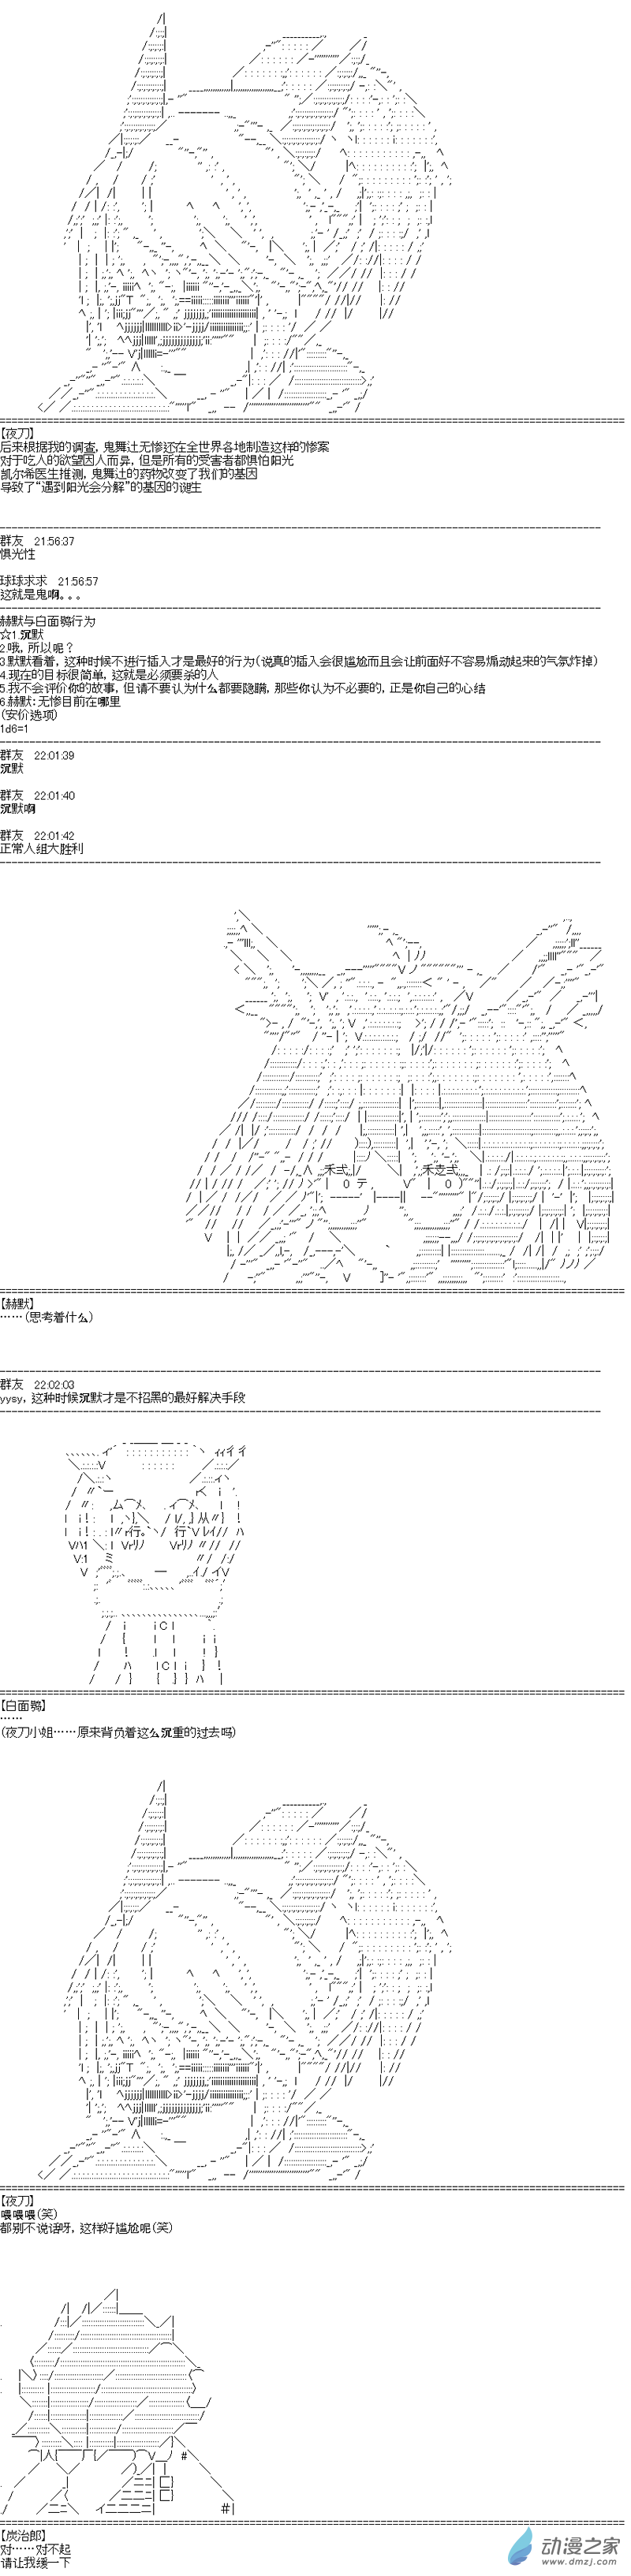 【夜刀】
后来根据我的调查，鬼舞辻无惨还在全世界各地制造这样的惨案
对于吃人的欲望因人而异，但是所有的受害者都惧怕阳光
凯尔希医生推测，鬼舞辻的药物改变了我们的基因
导致了“遇到阳光会分解”的基因的诞生
群友　21:56:37
惧光性
球球求求　21:56:57
这就是鬼啊。。。
赫默与白面鸮行为
☆1.沉默
2.哦，所以呢？
3.默默看着，这种时候不进行插入才是最好的行为(说真的插入会很尴尬而且会让前面好不容易煽动起来的气氛炸掉)
4.现在的目标很简单，这就是必须要杀的人
5.我不会评价你的故事，但请不要认为什么都要隐瞒，那些你认为不必要的，正是你自己的心结
6.赫默：无惨目前在哪里
(安价选项)
1d6=1
群友　22:01:39
沉默
群友　22:01:40
沉默啊
群友　22:01:42
正常人组大胜利
【赫默】
……(思考着什么)
群友　22:02:03
yysy，这种时候沉默才是不招黑的最好解决手段
【白面鸮】
……
(夜刀小姐……原来背负着这么沉重的过去吗)
【夜刀】
喂喂喂(笑)
都别不说话呀，这样好尴尬呢(笑)
【炭治郎】
对……对不起
请让我缓一下
动漫之家
www.dmzj.com